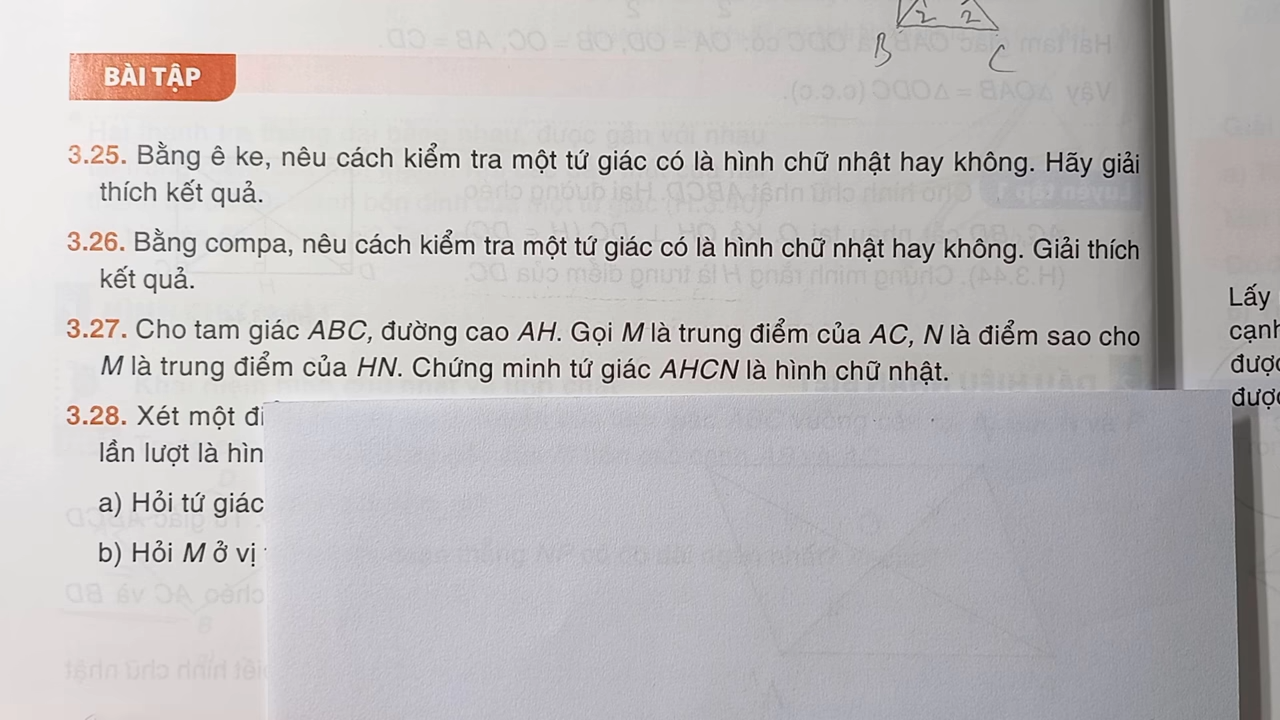 2 2
B C
BÀI TẬP
3.25. Bằng ê ke, nêu cách kiểm tra một tứ giác có là hình chữ nhật hay không. Hãy giải
thích kết quả.
3.26. Bằng compa, nêu cách kiểm tra một tứ giác có là hình chữ nhật hay không. Giải thích
kết quả.
3.27. Cho tam giác ABC, đường cao AH. Gọi M là trung điểm của AC, N là điểm sao cho
M là trung điểm của HN. Chứng minh tứ giác AHCN là hình chữ nhật.
3.28. Xét một
lần lượt là
a) Hỏi tứ giác
b) Hỏi M ở vị
Lấy
cạnh
được
được